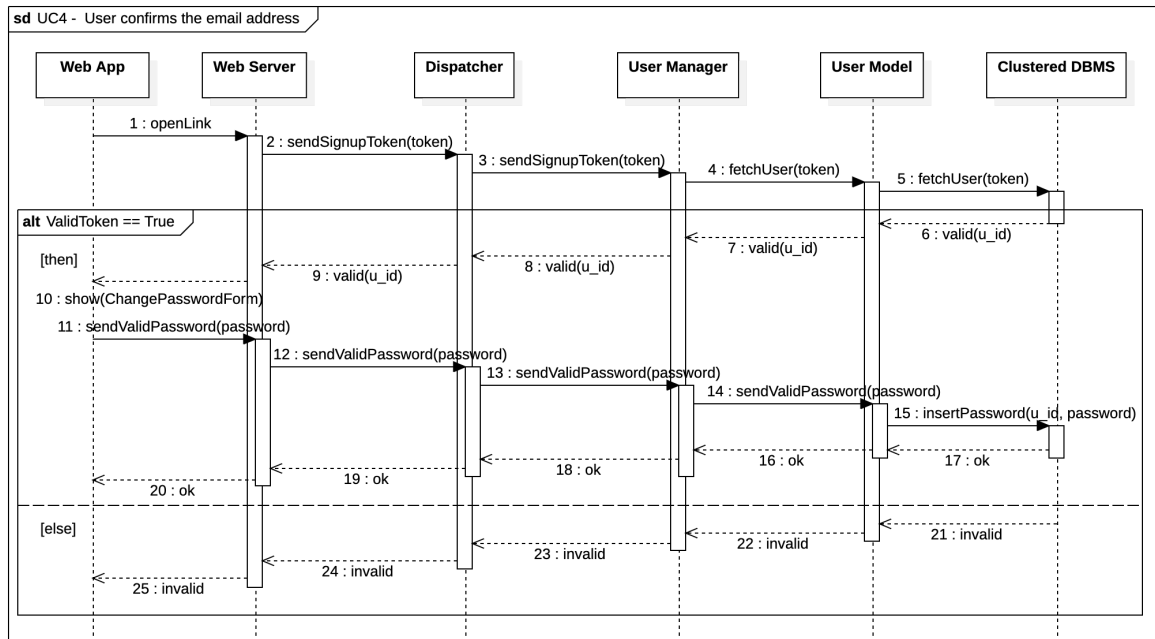 sd UC4 - User confirms the email address
Web App
Web Server
Dispatcher
User Manager
User Model
Clustered DBMS
1 : openLink
2 : sendSignupToken(token)
3 : sendSignupToken(token)
4 : fetchUser(token)
5 : fetchUser(token)
alt ValidToken == True
6 : valid(u_id)
7 : valid(u_id)
[then]
8 : valid(u_id)
9 : valid(u_id)
10 : show(ChangePasswordForm)
11 : sendValidPassword(password)
12 : sendValidPassword(password)
13 : sendValidPassword(password)
14 : sendValidPassword(password)
15 : insertPassword(u_id, password)
16 : ok
17 : ok
18 : ok
19 : ok
20 : ok
[else]
21 : invalid
22 : invalid
23 : invalid
24 : invalid
25 : invalid